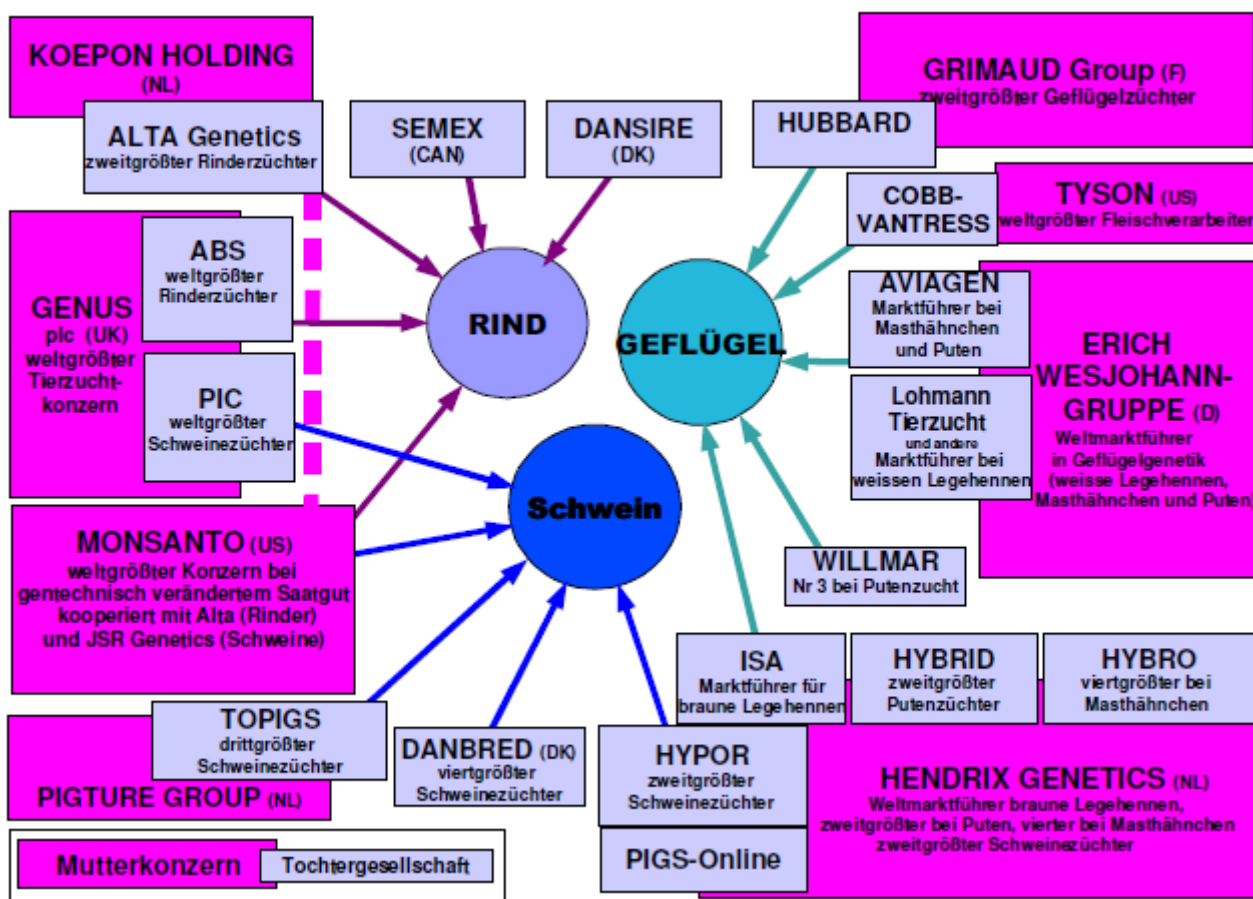 KOEPON HOLDING
(NL)
ALTA Genetics
zweitgrößter Rinderzüchter
SEMEX
(CAN)
DANSIRE
(DK)
HUBBARD
GRIMAUD Group (F)
zweitgrößter Geflügelzüchter
COBB-
VANTRESS
TYSON (US)
weltgrößter Fleischverarbeiter
GENUS
plc (UK)
weltgrößter
Tierzucht-
konzern
ABS
weltgrößter
Rinderzüchter
PIC
weltgrößter
Schweinezüchter
RIND
GEFLÜGEL
Schwein
AVIAGEN
Marktführer bei
Masthähnchen
und Puten
Lohmann
Tierzucht
und andere
Marktführer bei
weissen Legehennen
ERICH
WESJOHANN-
GRUPPE (D)
Weltmarktführer
in Geflügelgenetik
(weisse Legehennen,
Masthähnchen und Puten)
MONSANTO (US)
weltgrößter Konzern bei
gentechnisch verändertem Saatgut
kooperiert mit Alta (Rinder)
und JSR Genetics (Schweine)
WILLMAR
Nr 3 bei Putenzucht
ISA
Marktführer für
braune Legehennen
HYBRID
zweitgrößter
Putenzüchter
HYBRO
viertgrößter bei
Masthähnchen
TOPIGS
drittgrößter
Schweinezüchter
PIGTURE GROUP (NL)
DANBRED (DK)
viertgrößter
Schweinezüchter
HYPOR
zweitgrößter
Schweinezüchter
PIGS-Online
HENDRIX GENETICS (NL)
Weltmarktführer braune Legehennen,
zweitgrößter bei Puten, vierter bei Masthähnchen
zweitgrößter Schweinezüchter
Mutterkonzern
Tochtergesellschaft